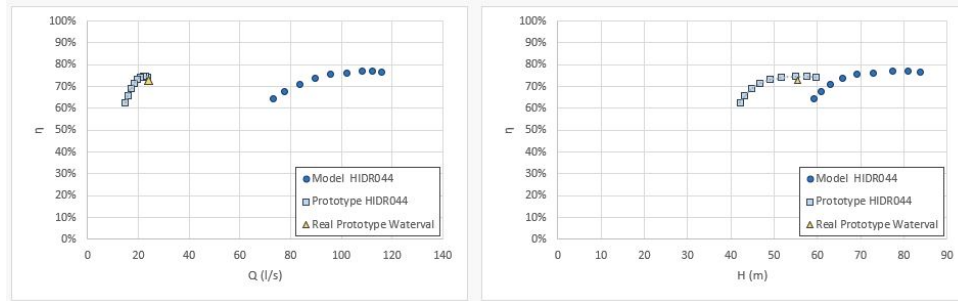 100%
90%
80%
70%
60%
50%
40%
30%
20%
10%
0%
η
0 20 40 60 80 100 120 140
Q (l/s)
Model HIDR044
Prototype HIDR044
Real Prototype Waterval
100%
90%
80%
70%
60%
50%
40%
30%
20%
10%
0%
η
0 10 20 30 40 50 60 70 80 90
H (m)
Model HIDR044
Prototype HIDR044
Real Prototype Waterval